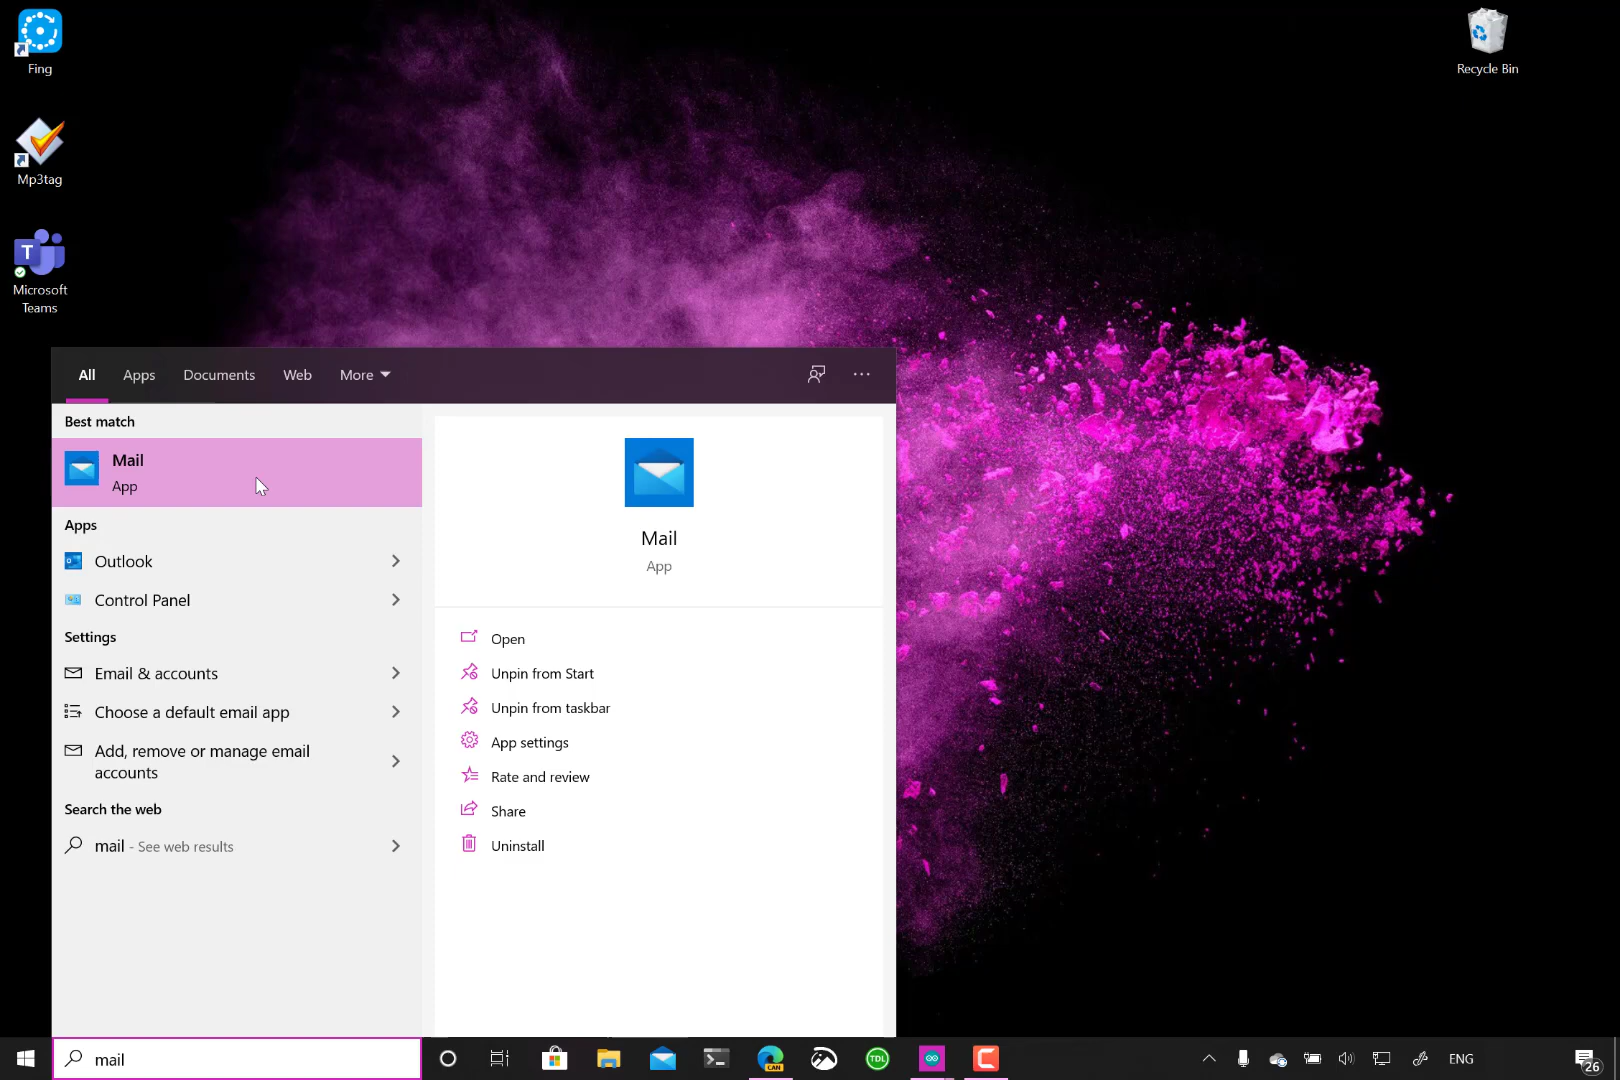 Fing
Mp3tag
T
Microsoft
Teams
Recycle Bin
All Apps Documents Web More
Best match
Mail
App
Apps
Outlook
Control Panel
Settings
Email & accounts
Choose a default email app
Add, remove or manage email
accounts
Search the web
mail - See web results
Mail
App
Open
Unpin from Start
Unpin from taskbar
App settings
Rate and review
Share
Uninstall
mail
CAN
TDL
ENG
26